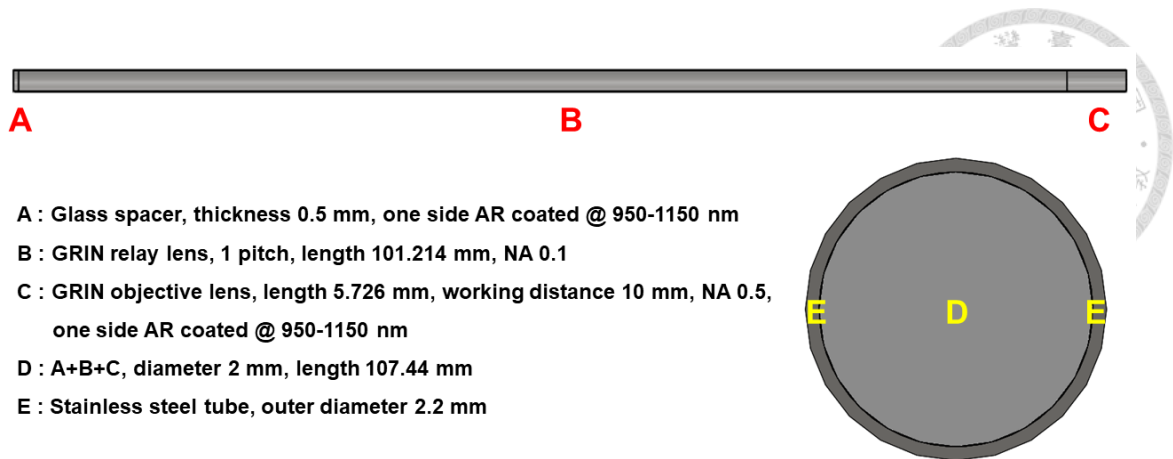 A
B
C
A : Glass spacer, thickness 0.5 mm, one side AR coated @ 950-1150 nm
B : GRIN relay lens, 1 pitch, length 101.214 mm, NA 0.1
C : GRIN objective lens, length 5.726 mm, working distance 10 mm, NA 0.5,
one side AR coated @ 950-1150 nm
D : A+B+C, diameter 2 mm, length 107.44 mm
E : Stainless steel tube, outer diameter 2.2 mm
E
D
E